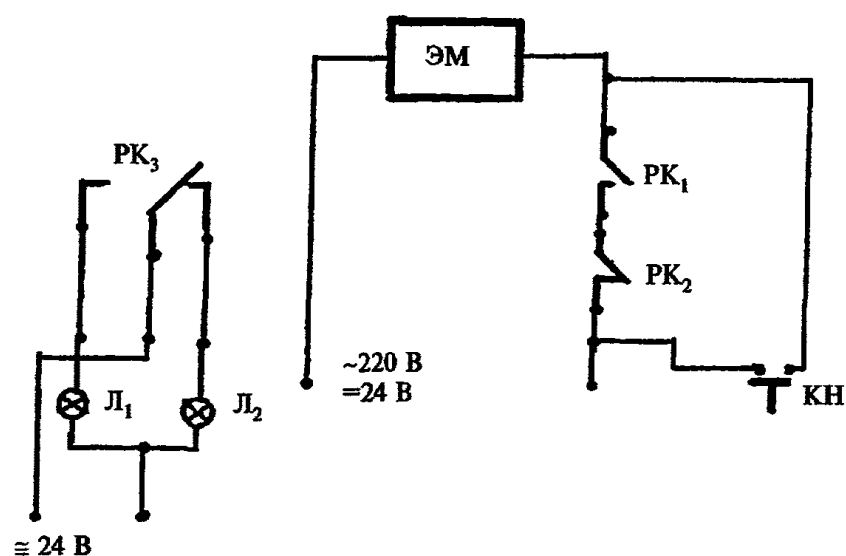 ЭМ
РК₃
РК₁
РК₂
~220 В
=24 В
Л₁
Л₂
КН
≅ 24 В